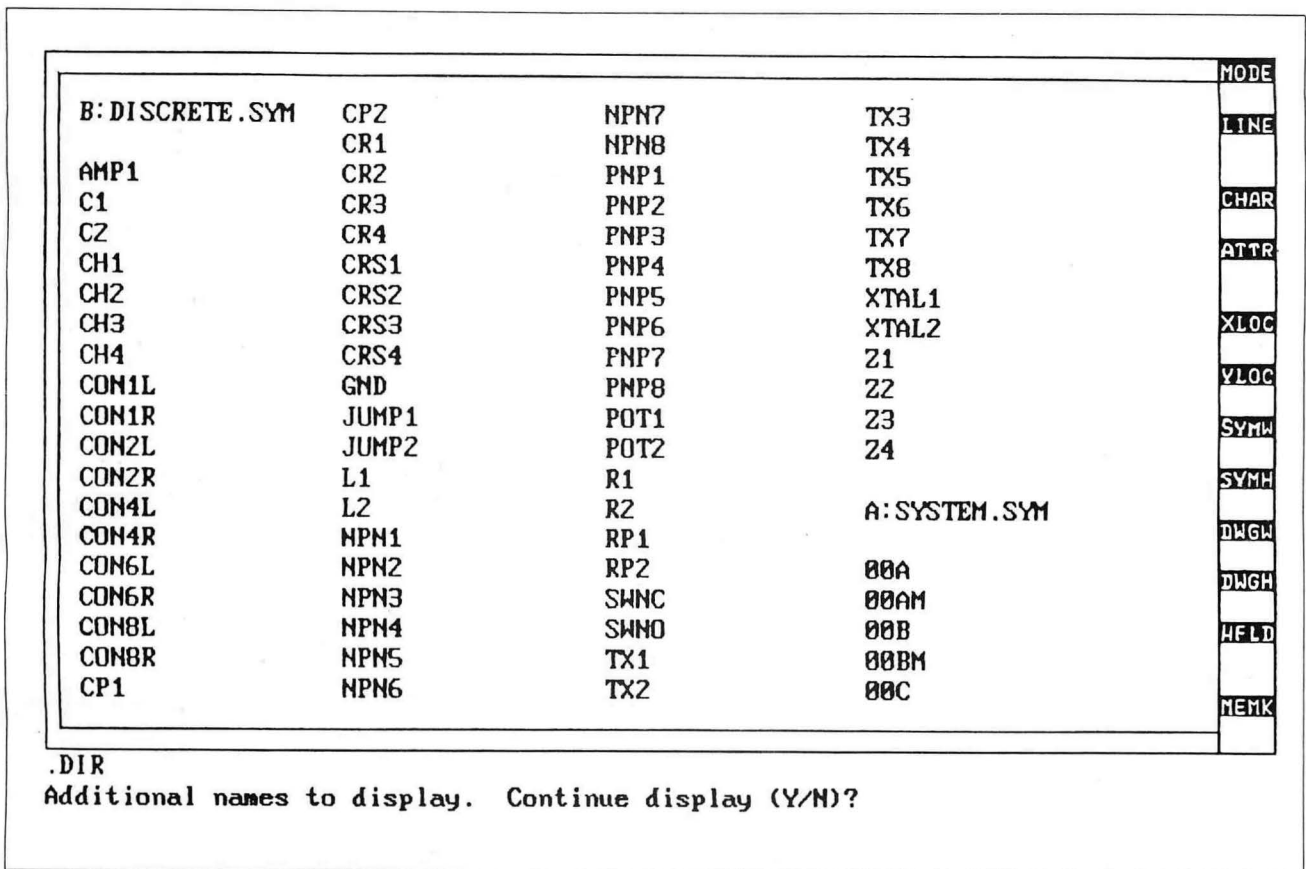 B:DISCRETE.SYM
AMP1
C1
C2
CH1
CH2
CH3
CH4
CON1L
CON1R
CON2L
CON2R
CON4L
CON4R
CON6L
CON6R
CON8L
CON8R
CP1
CP2
CR1
CR2
CR3
CR4
CRS1
CRS2
CRS3
CRS4
GND
JUMP1
JUMP2
L1
L2
NPN1
NPN2
NPN3
NPN4
NPN5
NPN6
NPN7
NPN8
PNP1
PNP2
PNP3
PNP4
PNP5
PNP6
PNP7
PNP8
POT1
POT2
R1
R2
RP1
RP2
SWNC
SWNO
TX1
TX2
TX3
TX4
TX5
TX6
TX7
TX8
XTAL1
XTAL2
Z1
Z2
Z3
Z4
A:SYSTEM.SYM
00A
00AM
00B
00BM
00C
MODE
LINE
CHAR
ATTR
XLOC
YLOC
SYMW
SYMH
DWGW
DWGH
WFLD
MEMK
.DIR
Additional names to display. Continue display (Y/N)?